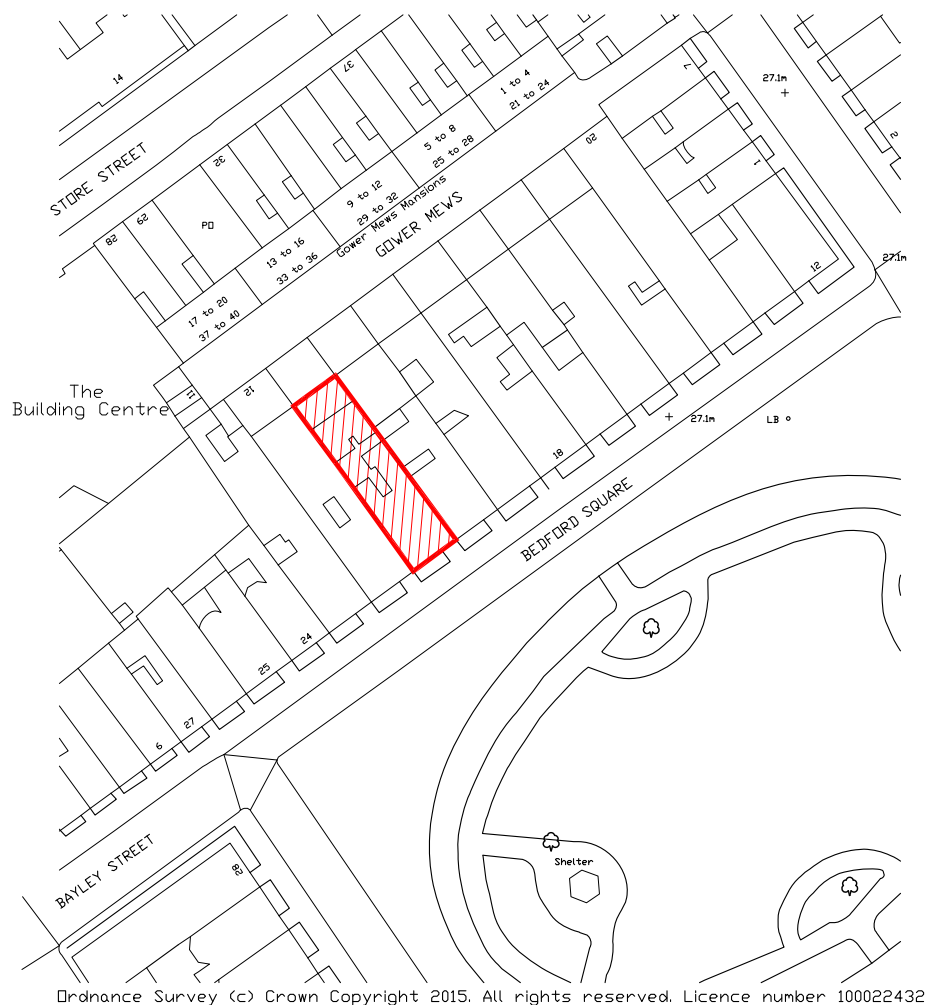 14
37
1 to 4
21 to 24
7
27.1m
2
5 to 8
25 to 28
20
1
STORE STREET
32
9 to 12
29 to 32
Gower Mews Mansions
GOWER MEWS
28
29
PO
13 to 16
33 to 36
12
27.1m
17 to 20
37 to 40
The
Building Centre
11
21
27.1m
LB
18
BEDFORD SQUARE
24
25
27
6
BAYLEY STREET
28
Shelter
Ordnance Survey (c) Crown Copyright 2015. All rights reserved. Licence number 100022432